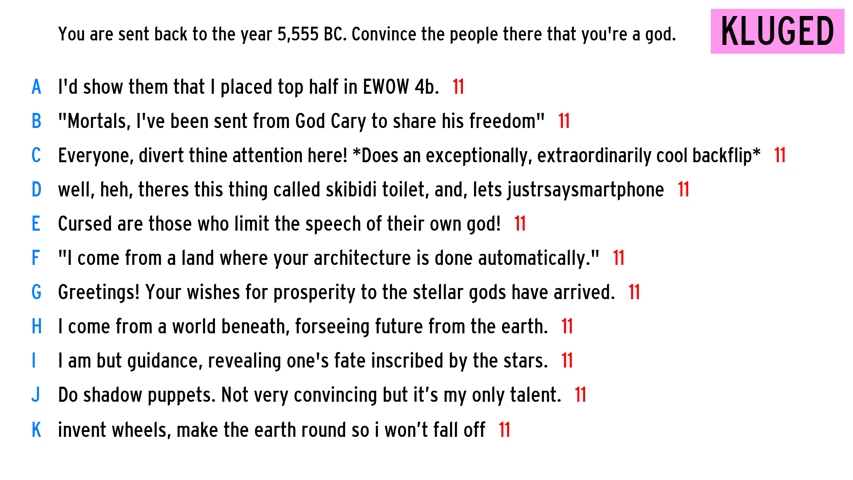 You are sent back to the year 5,555 BC. Convince the people there that you're a god.
KLUGED
A I'd show them that I placed top half in EWOW 4b. 11
B "Mortals, I've been sent from God Cary to share his freedom" 11
C Everyone, divert thine attention here! *Does an exceptionally, extraordinarily cool backflip* 11
D well, heh, theres this thing called skibidi toilet, and, lets justrsaysmartphone 11
E Cursed are those who limit the speech of their own god! 11
F "I come from a land where your architecture is done automatically." 11
G Greetings! Your wishes for prosperity to the stellar gods have arrived. 11
H I come from a world beneath, forseeing future from the earth. 11
I I am but guidance, revealing one's fate inscribed by the stars. 11
J Do shadow puppets. Not very convincing but it’s my only talent. 11
K invent wheels, make the earth round so i won’t fall off 11